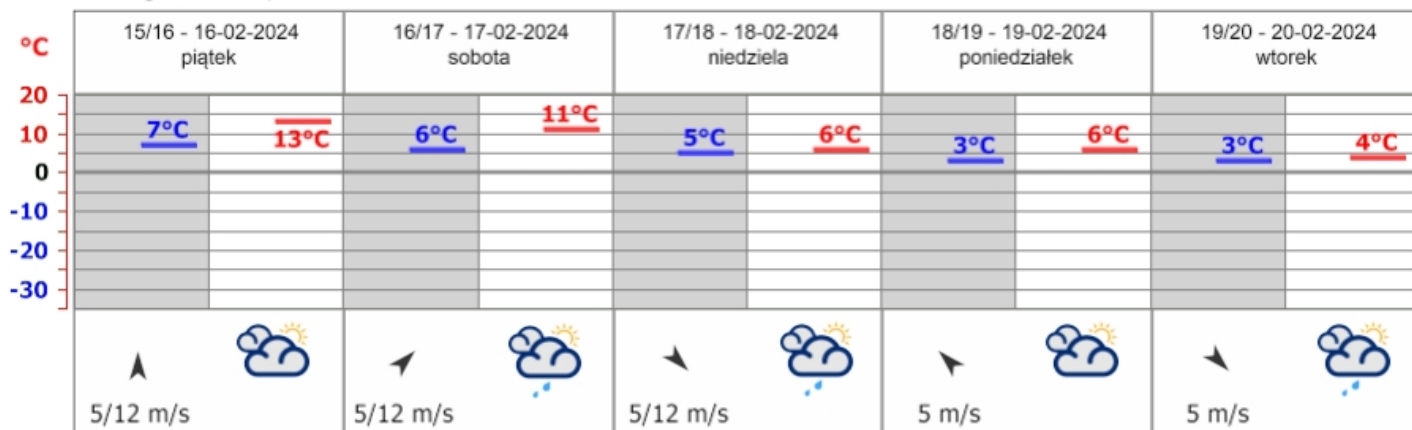 15/16 - 16-02-2024
piątek
16/17 - 17-02-2024
sobota
17/18 - 18-02-2024
niedziela
18/19 - 19-02-2024
poniedziałek
19/20 - 20-02-2024
wtorek
°C
20
10
0
-10
-20
-30
7°C
13°C
6°C
11°C
5°C
6°C
3°C
6°C
3°C
4°C
5/12 m/s
5/12 m/s
5/12 m/s
5 m/s
5 m/s